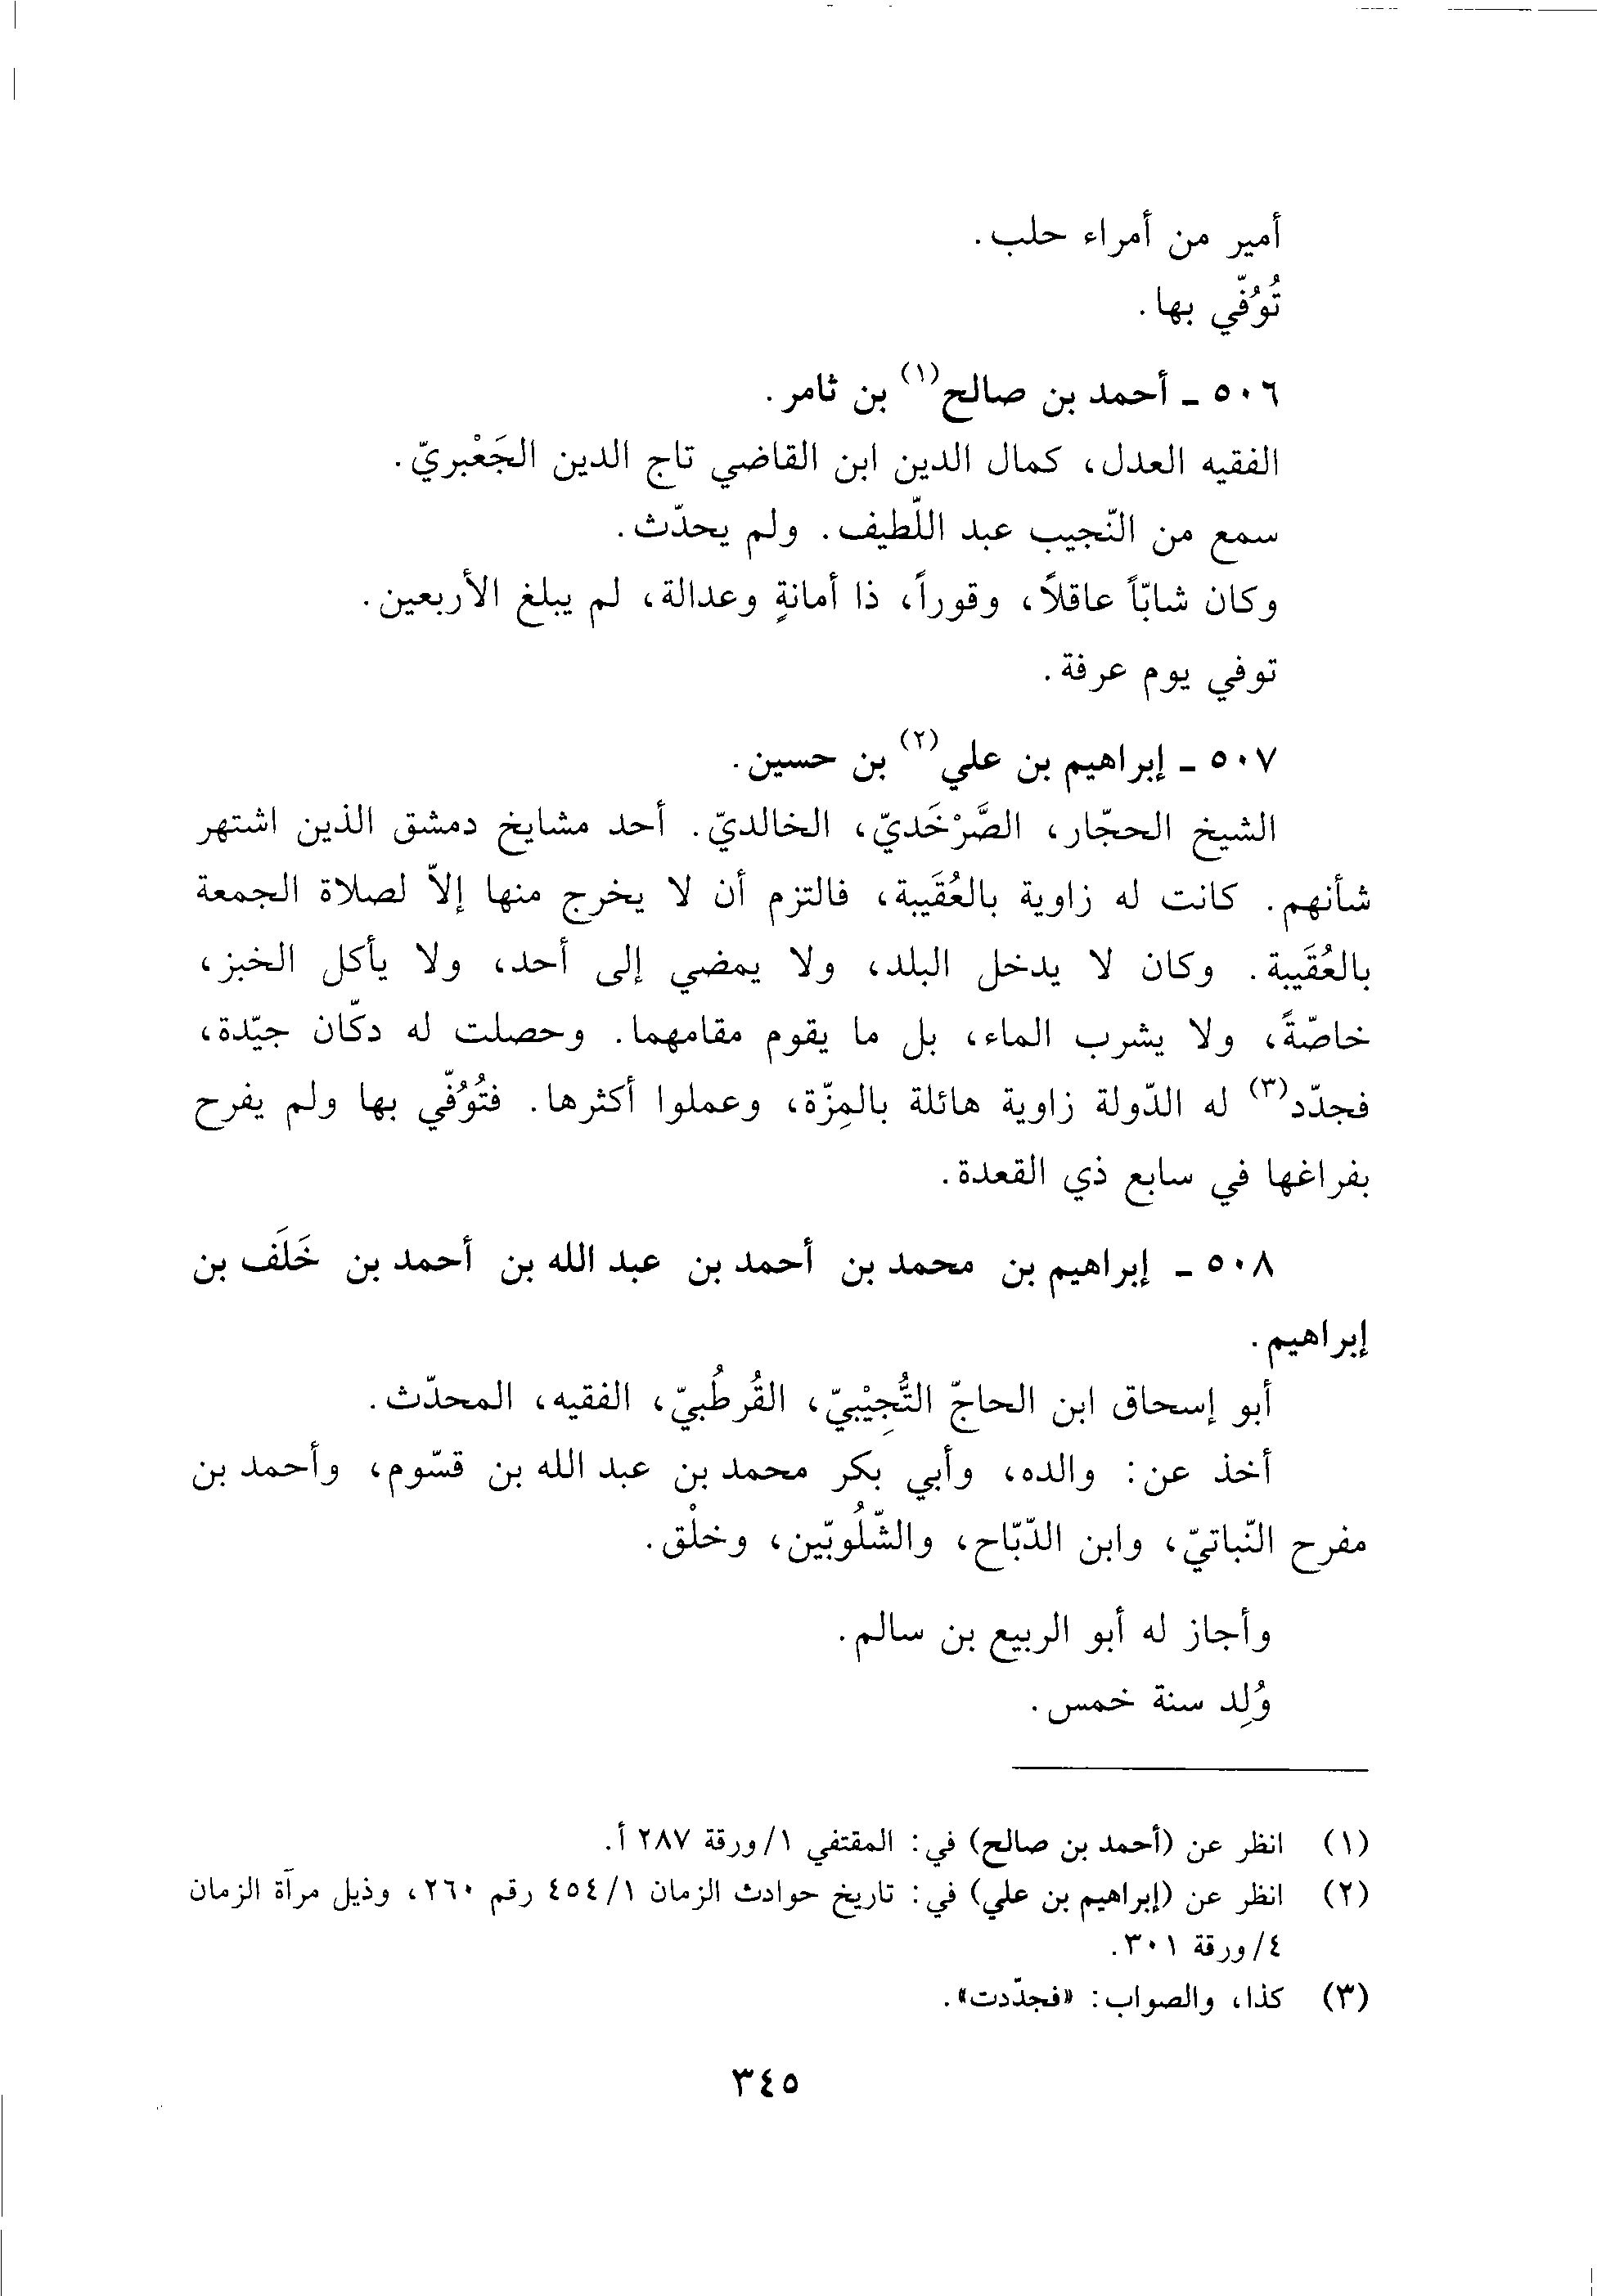 أمير من أمراء حلب.
تُوُفّي بها.
٥٠٦ ـ أحمد بن صالح(١) بن ثامر.
الفقيه العدل، كمال الدين ابن القاضي تاج الدين الجَعْبريّ.
سمع من النّجيب عبد اللّطيف. ولم يحدّث.
وكان شابّاً عاقلاً، وقوراً، ذا أمانةٍ وعدالة، لم يبلغ الأربعين.
توفي يوم عرفة.
٥٠٧ ـ إبراهيم بن علي(٢) بن حسين.
الشيخ الحجّار، الصَّرْخَديّ، الخالديّ. أحد مشايخ دمشق الذين اشتهر
شأنهم. كانت له زاوية بالعُقَيبة، فالتزم أن لا يخرج منها إلاّ لصلاة الجمعة
بالعُقَيبة. وكان لا يدخل البلد، ولا يمضي إلى أحد، ولا يأكل الخبز،
خاصّةً، ولا يشرب الماء، بل ما يقوم مقامهما. وحصلت له دكّان جيّدة،
فجدّد(٣) له الدّولة زاوية هائلة بالمِزّة، وعملوا أكثرها. فتُوُفّي بها ولم يفرح
بفراغها في سابع ذي القعدة.
٥٠٨ ـ إبراهيم بن محمد بن أحمد بن عبد الله بن أحمد بن خَلَف بن
إبراهيم.
أبو إسحاق ابن الحاجّ التُّجِيْبيّ، القُرطُبيّ، الفقيه، المحدّث.
أخذ عن: والده، وأبي بكر محمد بن عبد الله بن قسّوم، وأحمد بن
مفرح النّباتيّ، وابن الدّبّاح، والشّلُوبّين، وخلْق.
وأجاز له أبو الربيع بن سالم.
وُلِد سنة خمس.
(١) انظر عن (أحمد بن صالح) في: المقتفي ١/ورقة ٢٨٧ أ.
(٢) انظر عن (إبراهيم بن علي) في: تاريخ حوادث الزمان ١/ ٤٥٤ رقم ٢٦٠، وذيل مرآة الزمان
٤/ورقة ٣٠١.
(٣) كذا، والصواب: «فجدّدت».
٣٤٥